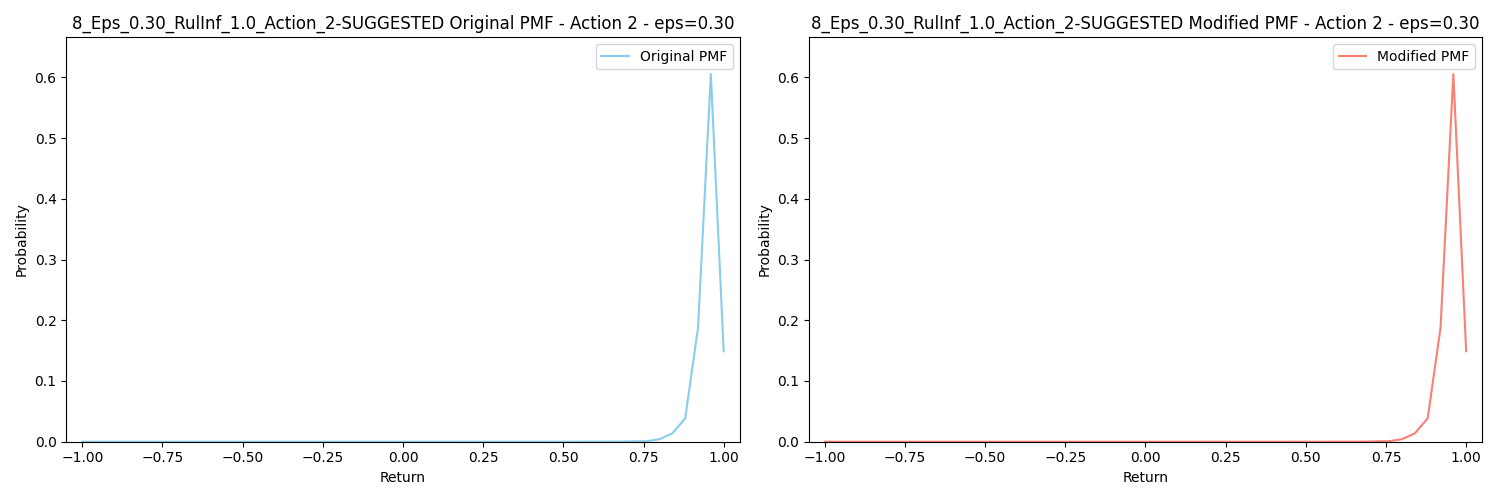 8_Eps_0.30_RulInf_1.0_Action_2-SUGGESTED Original PMF - Action 2 - eps=0.30
Original PMF
0.6
0.5
0.4
0.3
0.2
0.1
0.0
Probability
−1.00 −0.75 −0.50 −0.25 0.00 0.25 0.50 0.75 1.00
Return
8_Eps_0.30_RulInf_1.0_Action_2-SUGGESTED Modified PMF - Action 2 - eps=0.30
Modified PMF
0.6
0.5
0.4
0.3
0.2
0.1
0.0
Probability
−1.00 −0.75 −0.50 −0.25 0.00 0.25 0.50 0.75 1.00
Return